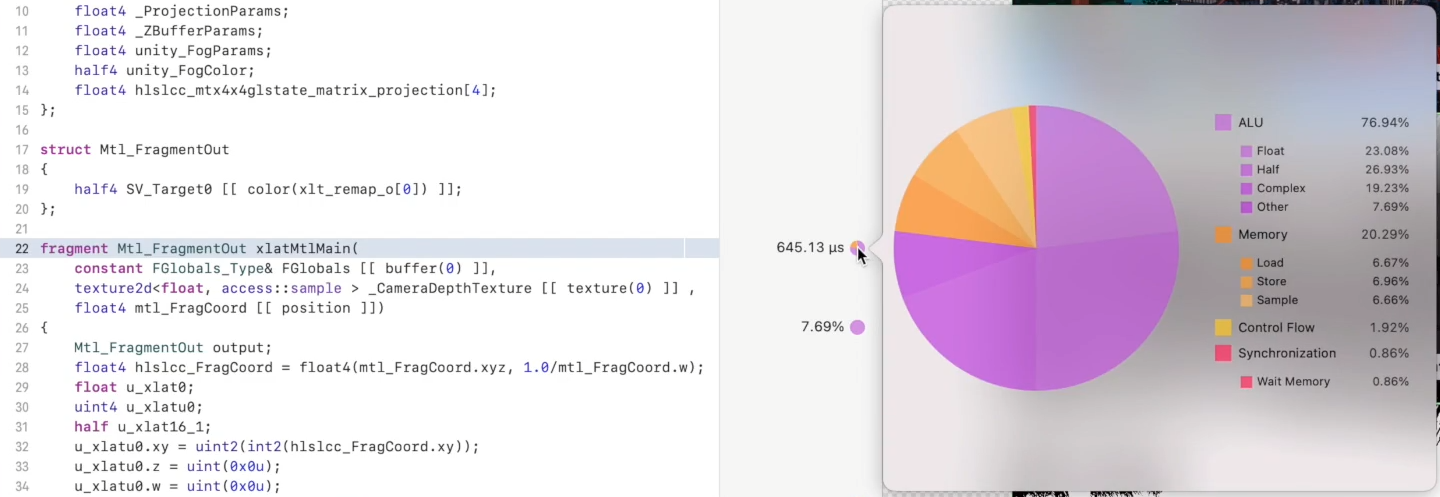 10 float4 _ProjectionParams;
11 float4 _ZBufferParams;
12 float4 unity_FogParams;
13 half4 unity_FogColor;
14 float4 hlslcc_mtx4x4glstate_matrix_projection[4];
15 };
16
17 struct Mtl_FragmentOut
18 {
19 half4 SV_Target0 [[ color(xlt_remap_o[0]) ]];
20 };
21
22 fragment Mtl_FragmentOut xlatMtlMain(
23 constant FGlobals_Type& FGlobals [[ buffer(0) ]],
24 texture2d<float, access::sample > _CameraDepthTexture [[ texture(0) ]] ,
25 float4 mtl_FragCoord [[ position ]])
26 {
27 Mtl_FragmentOut output;
28 float4 hlslcc_FragCoord = float4(mtl_FragCoord.xyz, 1.0/mtl_FragCoord.w);
29 float u_xlat0;
30 uint4 u_xlatu0;
31 half u_xlat16_1;
32 u_xlatu0.xy = uint2(int2(hlslcc_FragCoord.xy));
33 u_xlatu0.z = uint(0x0u);
34 u_xlatu0.w = uint(0x0u);
645.13 µs
7.69%
ALU 76.94%
Float 23.08%
Half 26.93%
Complex 19.23%
Other 7.69%
Memory 20.29%
Load 6.67%
Store 6.96%
Sample 6.66%
Control Flow 1.92%
Synchronization 0.86%
Wait Memory 0.86%